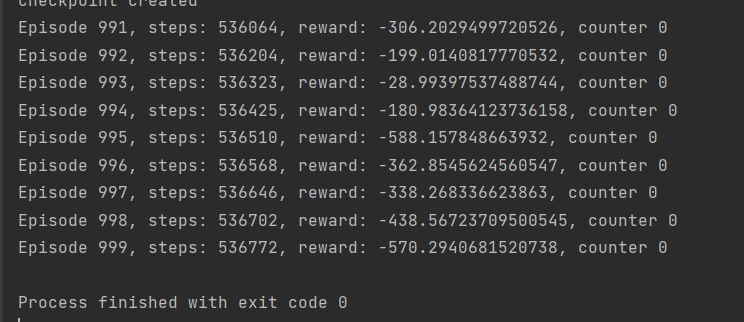 checkpoint created
Episode 991, steps: 536064, reward: -306.2029499720526, counter 0
Episode 992, steps: 536204, reward: -199.0140817770532, counter 0
Episode 993, steps: 536323, reward: -28.99397537488744, counter 0
Episode 994, steps: 536425, reward: -180.98364123736158, counter 0
Episode 995, steps: 536510, reward: -588.157848663932, counter 0
Episode 996, steps: 536568, reward: -362.8545624560547, counter 0
Episode 997, steps: 536646, reward: -338.268336623863, counter 0
Episode 998, steps: 536702, reward: -438.56723709500545, counter 0
Episode 999, steps: 536772, reward: -570.2940681520738, counter 0
Process finished with exit code 0